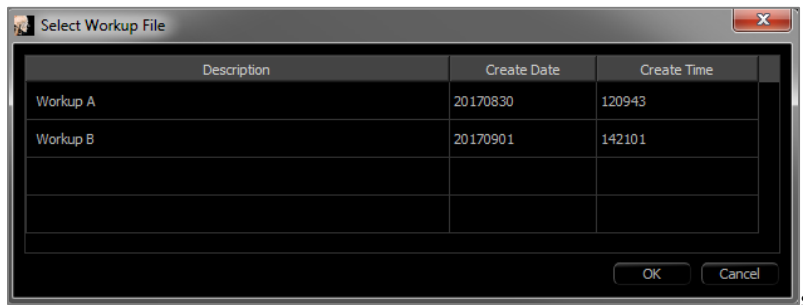 Select Workup File
Description Create Date Create Time
Workup A 20170830 120943
Workup B 20170901 142101
OK Cancel